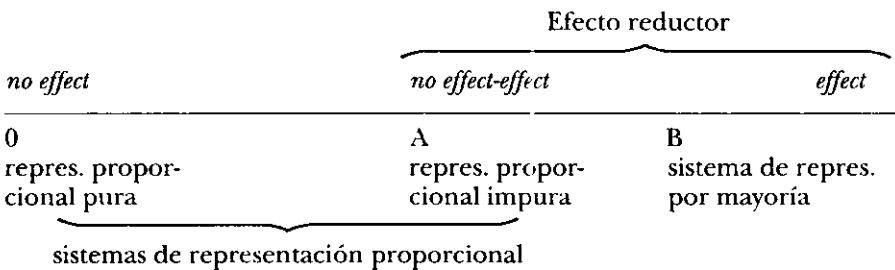 Efecto reductor
no effect no effect-effect effect
0 A B
repres. propor- repres. propor- sistema de repres.
cional pura cional impura por mayoría
sistemas de representación proporcional